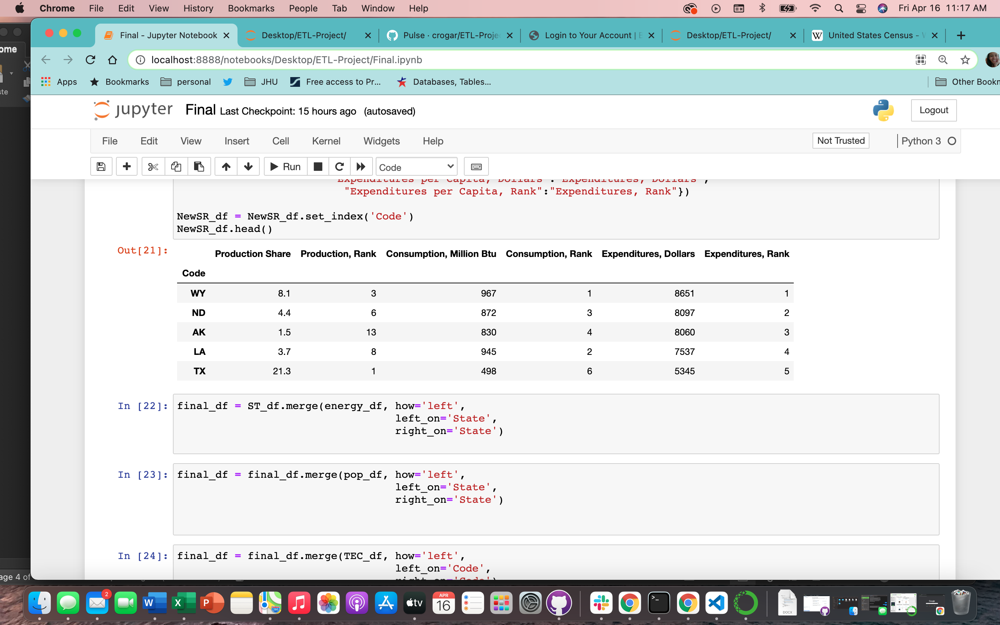 Chrome File Edit View History Bookmarks People Tab Window Help Fri Apr 16 11:17 AM
Final - Jupyter Notebook Desktop/ETL-Project/ Pulse · crogar/ETL-Proje Login to Your Account | E Desktop/ETL-Project/ W United States Census - W
ome
localhost:8888/notebooks/Desktop/ETL-Project/Final.ipynb
Apps Bookmarks personal JHU Free access to Pr... Databases, Tables... Other Bookm
ste
jupyter Final Last Checkpoint: 15 hours ago (autosaved) Logout
File Edit View Insert Cell Kernel Widgets Help Not Trusted Python 3
Run Code
"Expenditures per Capita, Dollars":"Expenditures, Dollars",
"Expenditures per Capita, Rank":"Expenditures, Rank"})
NewSR_df = NewSR_df.set_index('Code')
NewSR_df.head()
Out[21]:
Production Share Production, Rank Consumption, Million Btu Consumption, Rank Expenditures, Dollars Expenditures, Rank
Code
WY 8.1 3 967 1 8651 1
ND 4.4 6 872 3 8097 2
AK 1.5 13 830 4 8060 3
LA 3.7 8 945 2 7537 4
TX 21.3 1 498 6 5345 5
In [22]: final_df = ST_df.merge(energy_df, how='left',
left_on='State',
right_on='State')
In [23]: final_df = final_df.merge(pop_df, how='left',
left_on='State',
right_on='State')
In [24]: final_df = final_df.merge(TEC_df, how='left',
left_on='Code',
right_on='Code')
age 4 of
2
W X P 280 tv APR 16 >_ DOCX Google